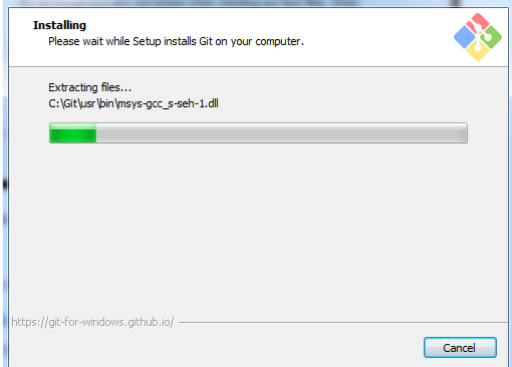 Installing
Please wait while Setup installs Git on your computer.
Extracting files...
C:\Git\usr\bin\msys-gcc_s-seh-1.dll
https://git-for-windows.github.io/
Cancel